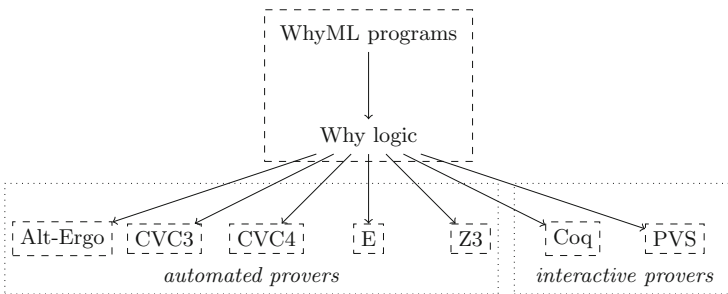 WhyML programs
Why logic
Alt-Ergo CVC3 CVC4 E Z3 Coq PVS
automated provers interactive provers